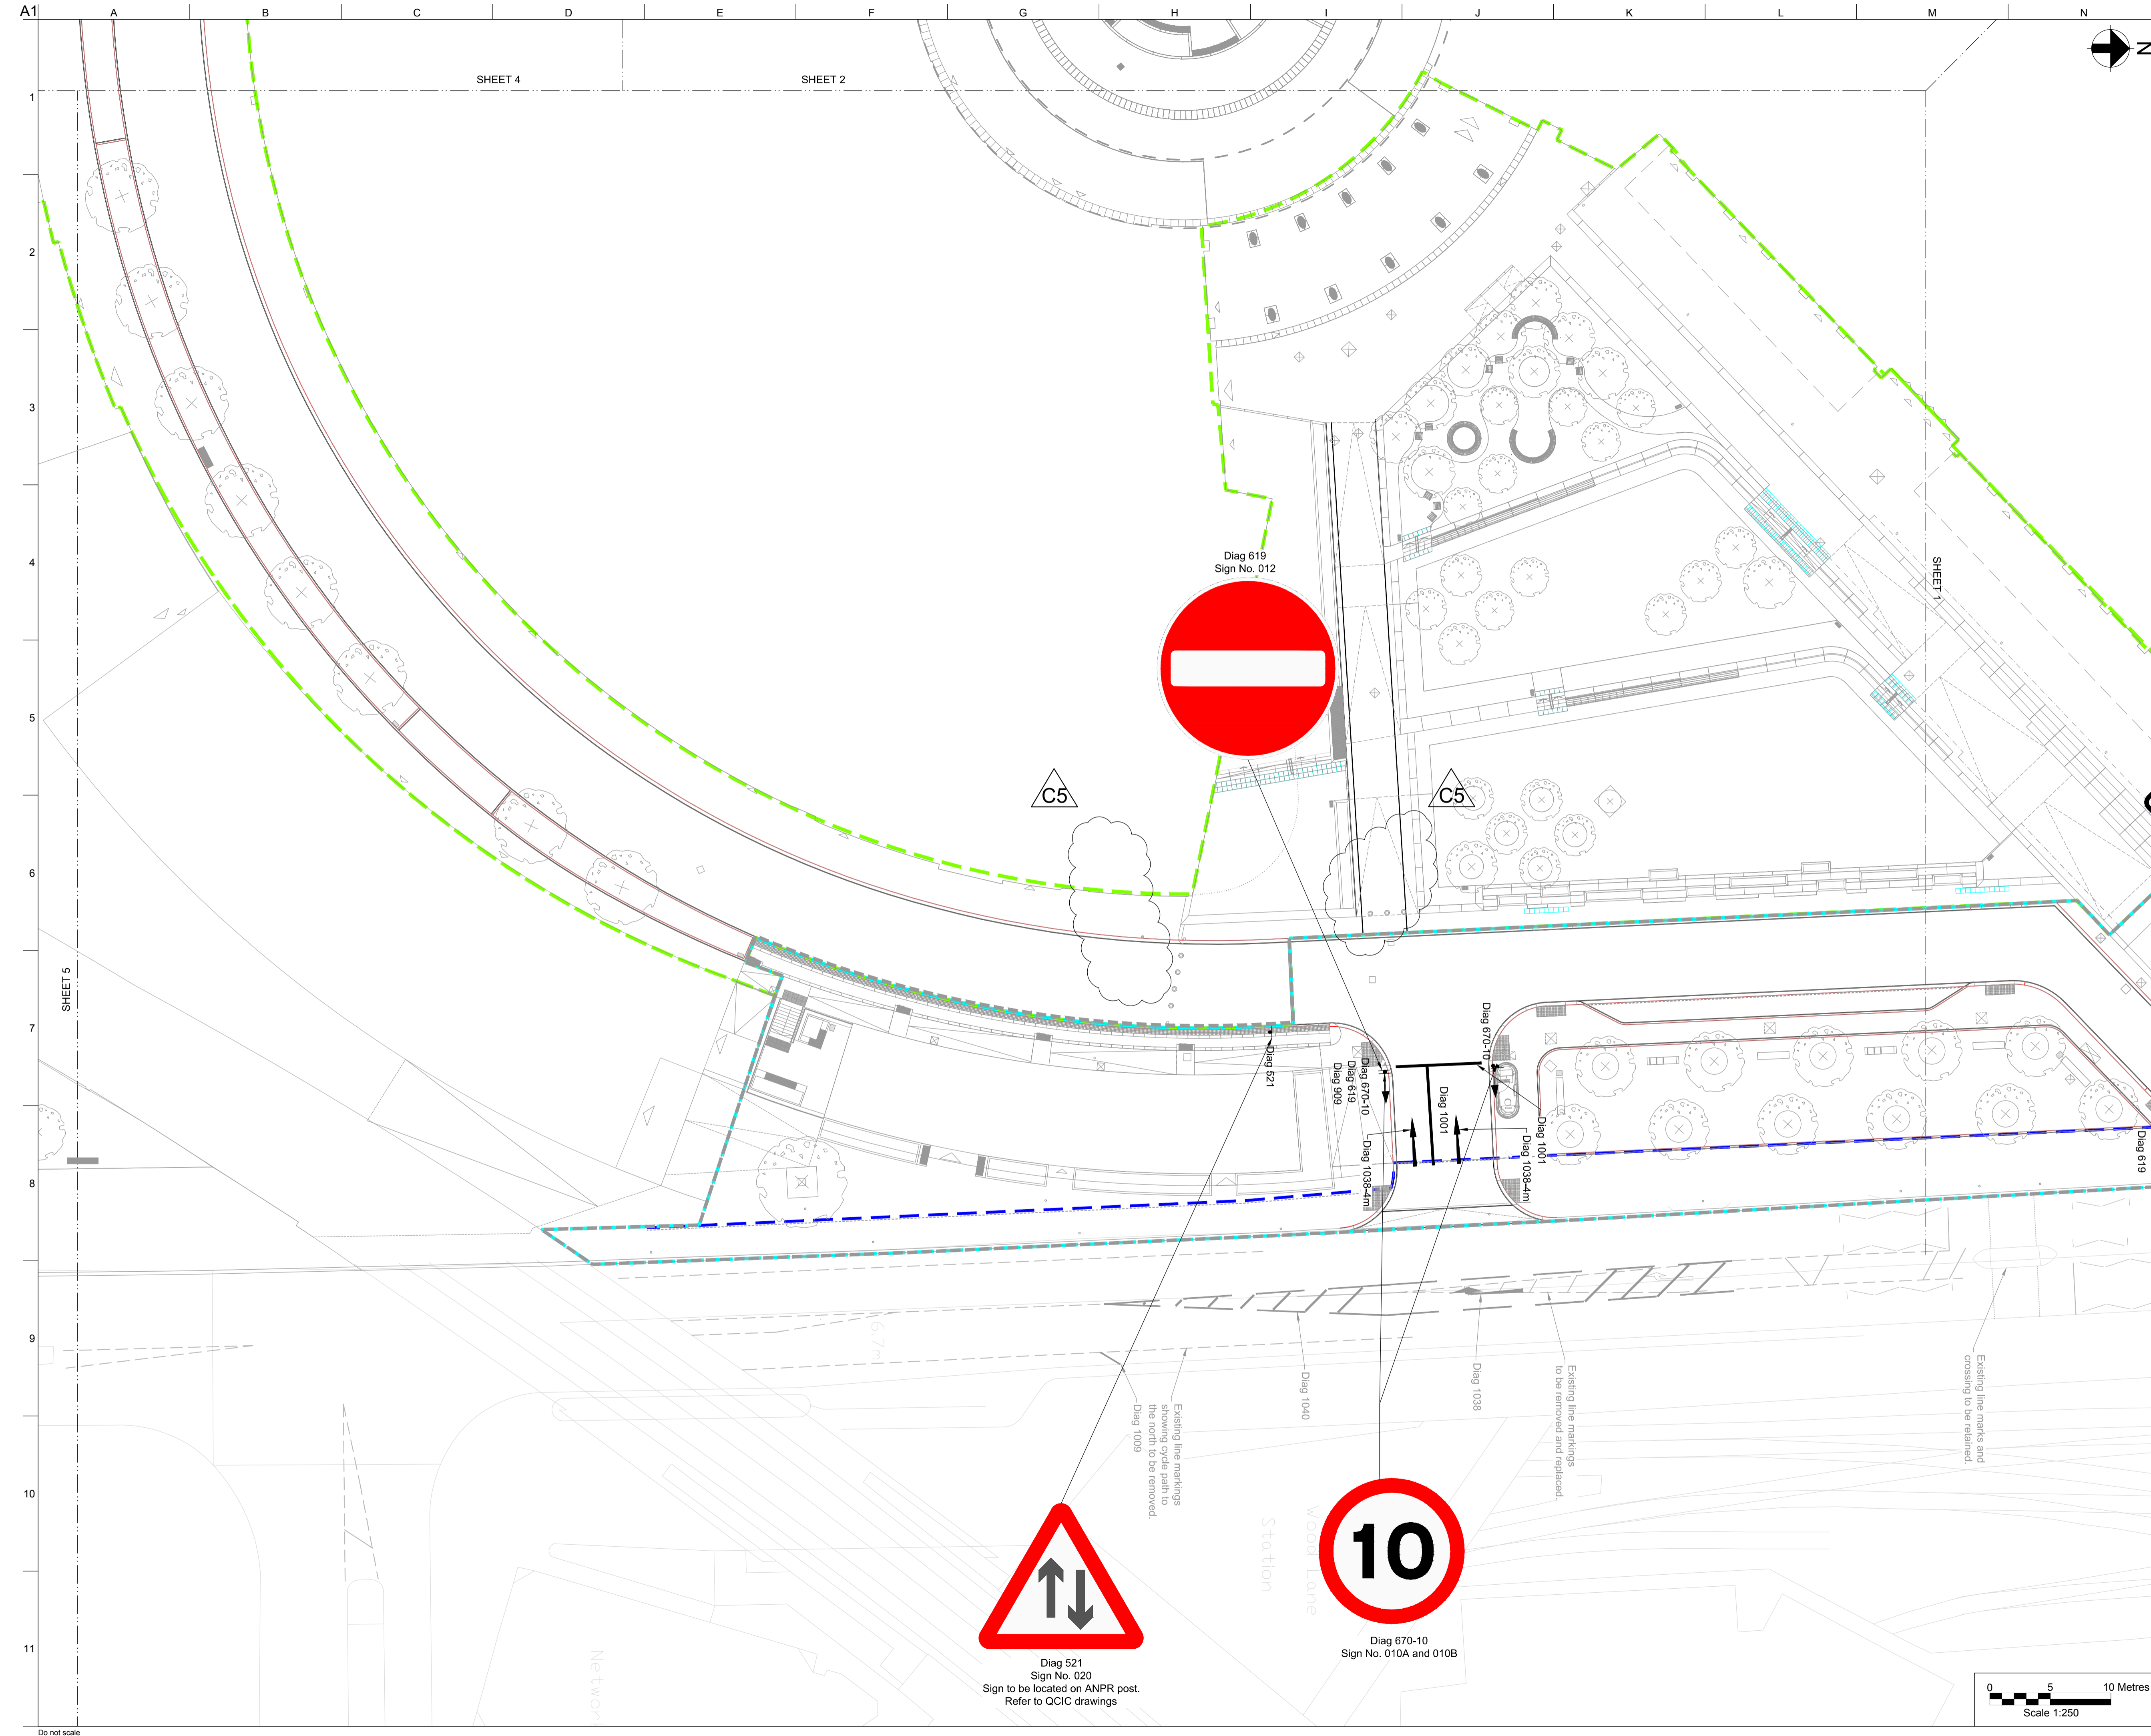 A1
A B C D E F G H I J K L M N
N
SHEET 4
SHEET 2
1
2
3
4
5
6
7
8
9
10
11
SHEET 1
SHEET 5
Diag 619
Sign No. 012
C5
C5
Diag 521
Diag 670-10
Diag 619
Diag 909
Diag 670-10
Diag 1001
Diag 1001
Diag 1038-4m
Diag 1038-4m
Diag 619
67m
Diag 1040
Diag 1038
Existing line markings
to be removed and replaced.
Existing line marks and
crossing to be retained.
Existing line markings
showing cycle path to
the north to be removed.
Diag 1009
Wood Lane
Station
Network
10
Diag 521
Sign No. 020
Sign to be located on ANPR post.
Refer to QCIC drawings
Diag 670-10
Sign No. 010A and 010B
0 5 10 Metres
Scale 1:250
Do not scale